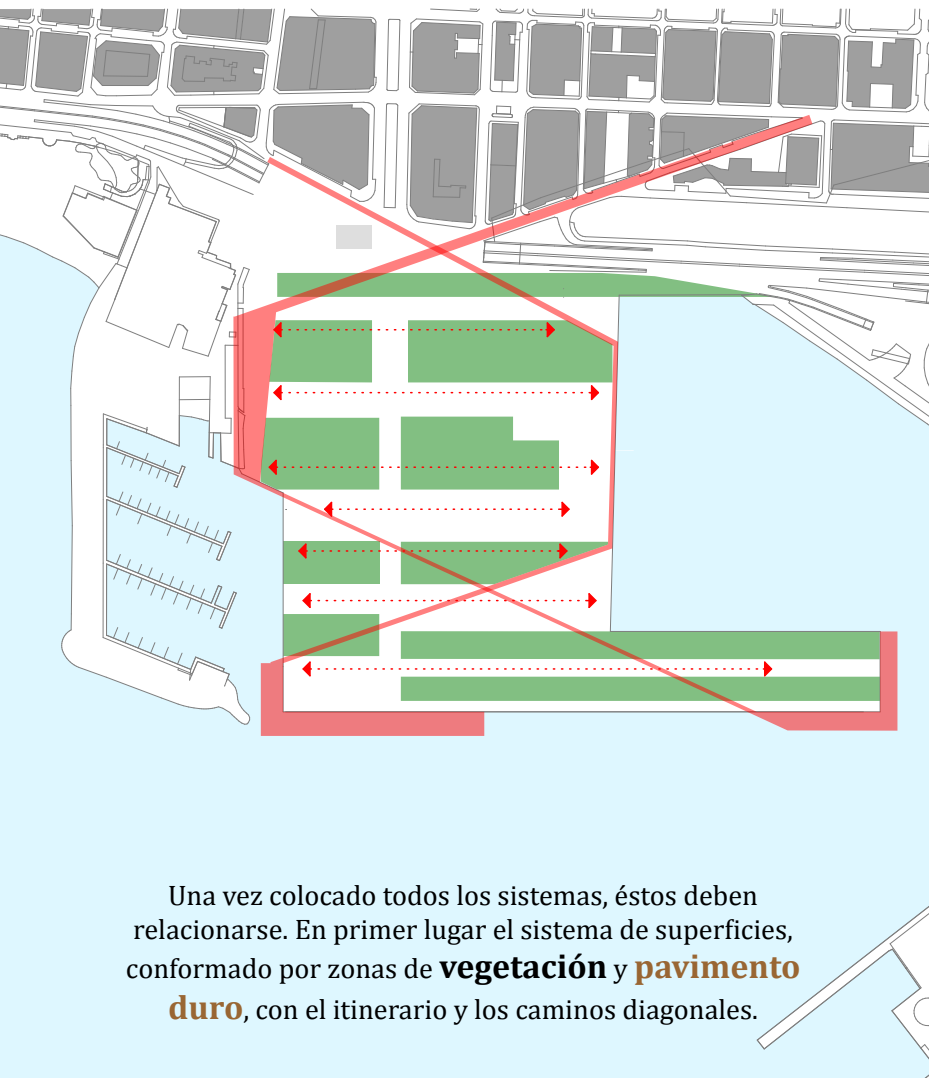 Una vez colocado todos los sistemas, éstos deben
relacionarse. En primer lugar el sistema de superficies,
conformado por zonas de vegetación y pavimento
duro, con el itinerario y los caminos diagonales.